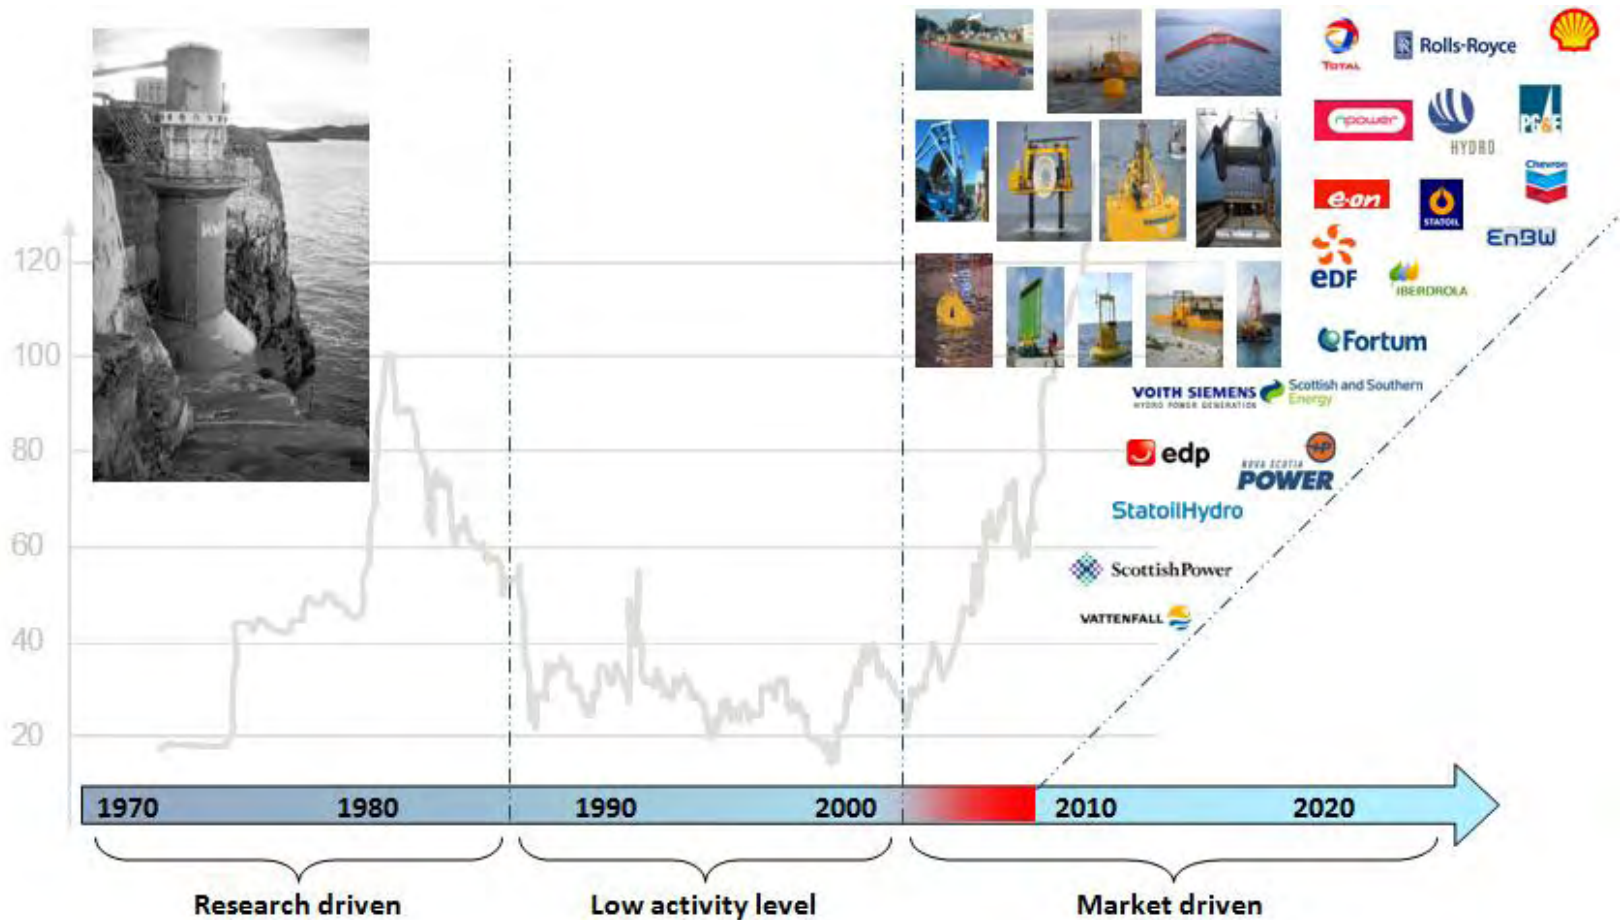 TOTAL
Rolls-Royce
npower
HYDRO
PG&E
Chevron
e·on
STATOIL
EnBW
eDF
IBERDROLA
Fortum
VOITH SIEMENS
HYDRO POWER GENERATION
Scottish and Southern
Energy
edp
NOVA SCOTIA
POWER
StatoilHydro
ScottishPower
VATTENFALL
120
100
80
60
40
20
1970
1980
1990
2000
2010
2020
Research driven
Low activity level
Market driven